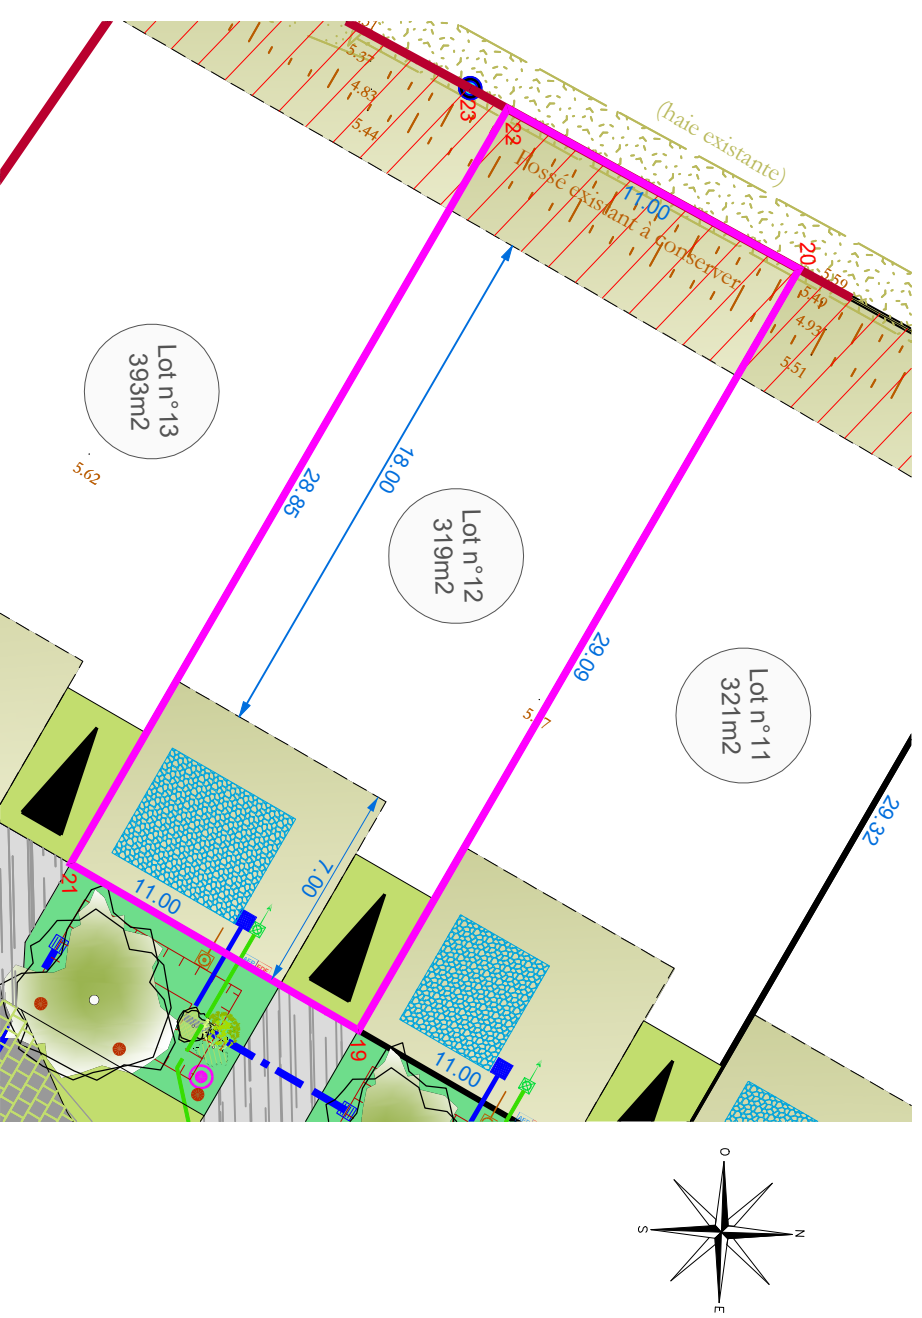 5.37
4.83
5.44
23
22
(haie existante)
Fossé existant à conserver
11.00
20
5.59
5.49
4.93
5.51
Lot n°13
393m2
5.62
28.85
18.00
Lot n°12
319m2
29.09
Lot n°11
321m2
29.32
7.00
21
11.00
19
11.00
O
N
S
E